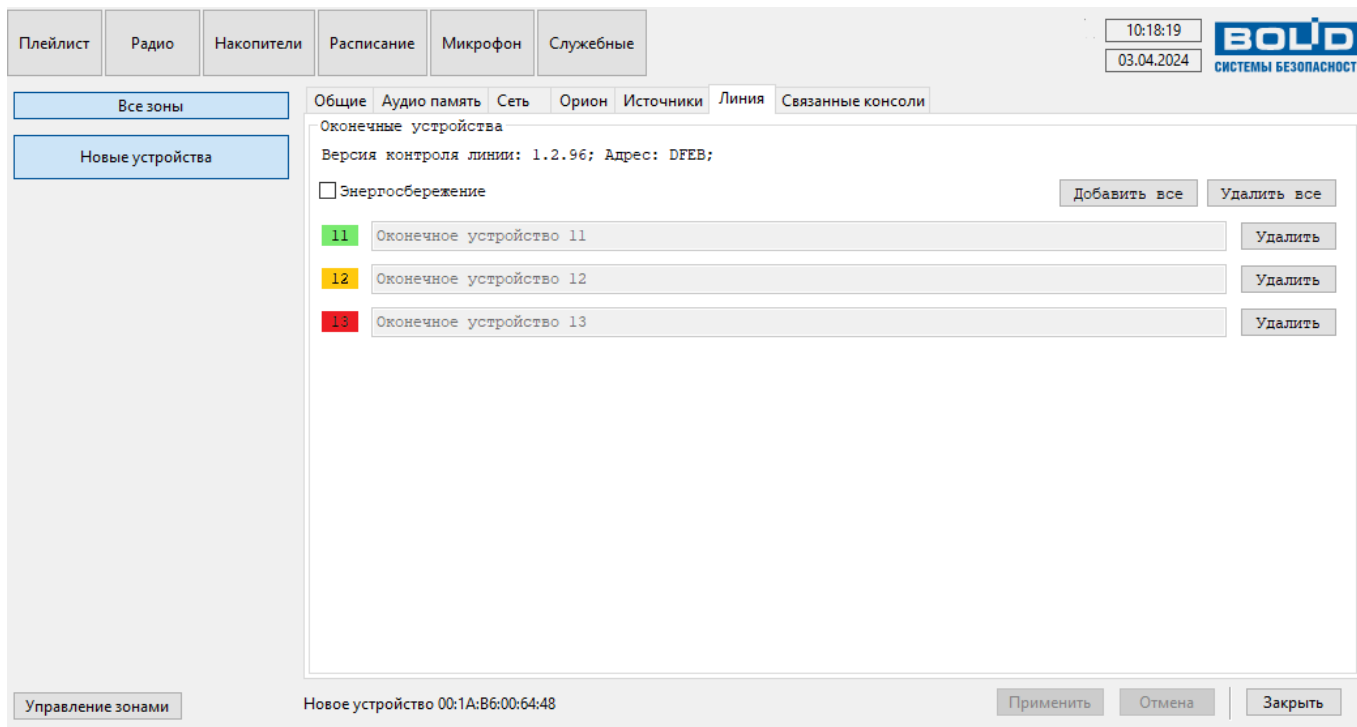 Плейлист Радио Накопители Расписание Микрофон Служебные 10:18:19
03.04.2024
BOLID
СИСТЕМЫ БЕЗОПАСНОСТ
Все зоны
Новые устройства
Общие Аудио память Сеть Орион Источники Линия Связанные консоли
Оконечные устройства
Версия контроля линии: 1.2.96; Адрес: DFEB;
Энергосбережение Добавить все Удалить все
11 Оконечное устройство 11 Удалить
12 Оконечное устройство 12 Удалить
13 Оконечное устройство 13 Удалить
Управление зонами Новое устройство 00:1A:B6:00:64:48 Применить Отмена Закрыть